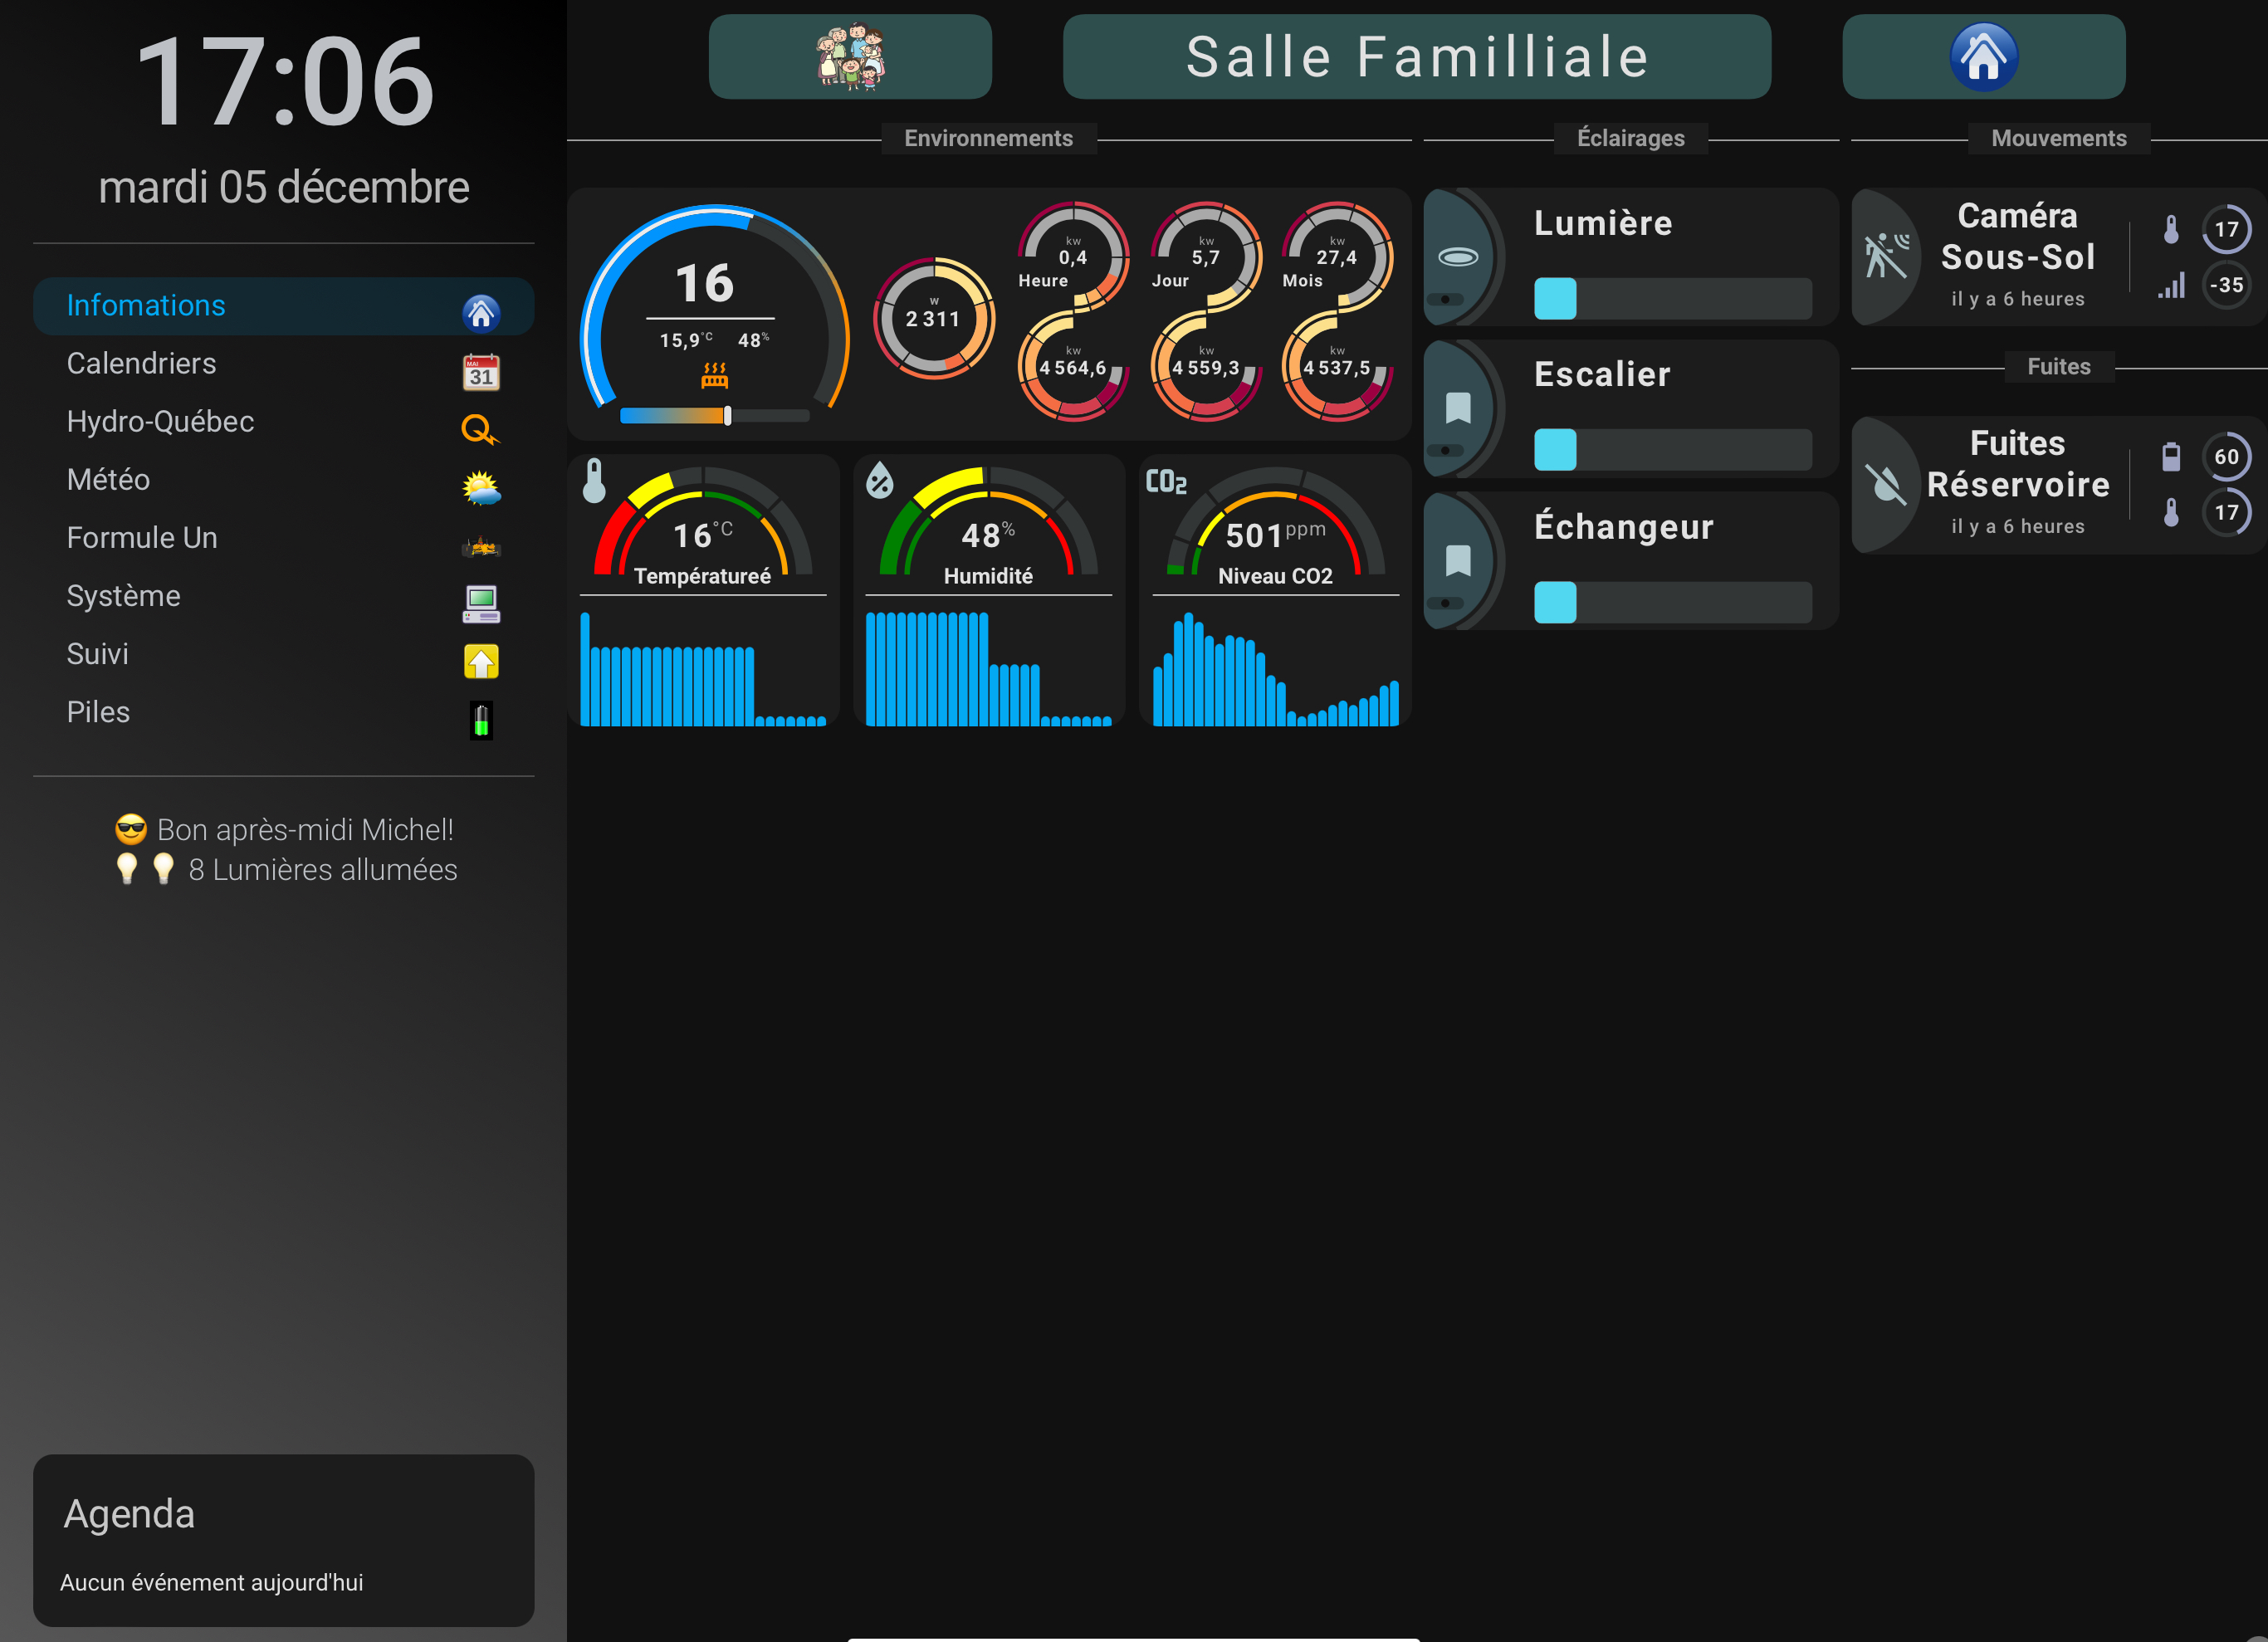 17:06
mardi 05 décembre
Infomations
Calendriers
MAI
31
Hydro-Québec
Météo
Formule Un
Système
Suivi
Piles
😎 Bon après-midi Michel!
💡 💡 8 Lumières allumées
Agenda
Aucun événement aujourd'hui
Salle Familliale
Environnements
16
15,9°C 48%
w
2 311
kw
0,4
Heure
kw
4 564,6
kw
5,7
Jour
kw
4 559,3
kw
27,4
Mois
kw
4 537,5
16°C
Températureé
48%
Humidité
CO2
501ppm
Niveau CO2
Éclairages
Lumière
Escalier
Échangeur
Mouvements
Caméra
Sous-Sol
il y a 6 heures
17
-35
Fuites
Fuites
Réservoire
il y a 6 heures
60
17